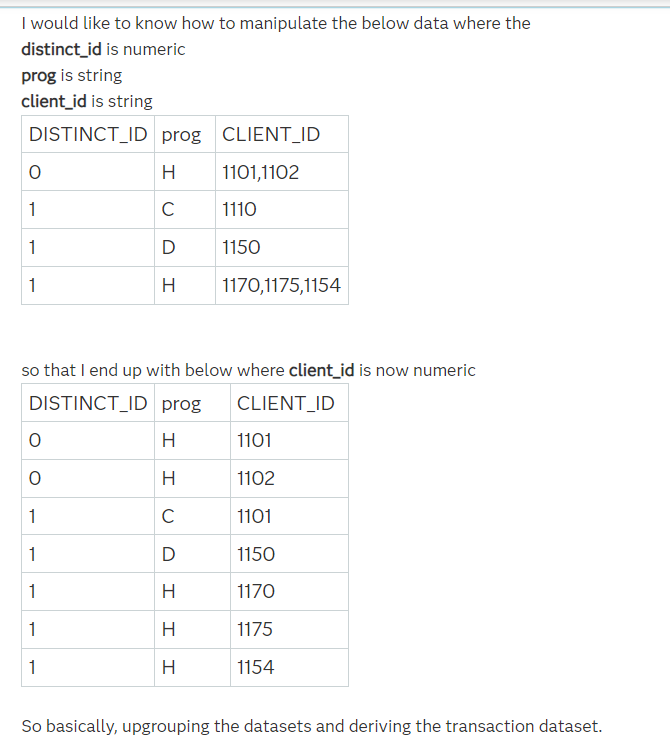 I would like to know how to manipulate the below data where the
distinct_id is numeric
prog is string
client_id is string
DISTINCT_ID prog CLIENT_ID
0 H 1101,1102
1 C 1110
1 D 1150
1 H 1170,1175,1154
so that I end up with below where client_id is now numeric
DISTINCT_ID prog CLIENT_ID
0 H 1101
0 H 1102
1 C 1101
1 D 1150
1 H 1170
1 H 1175
1 H 1154
So basically, upgrouping the datasets and deriving the transaction dataset.